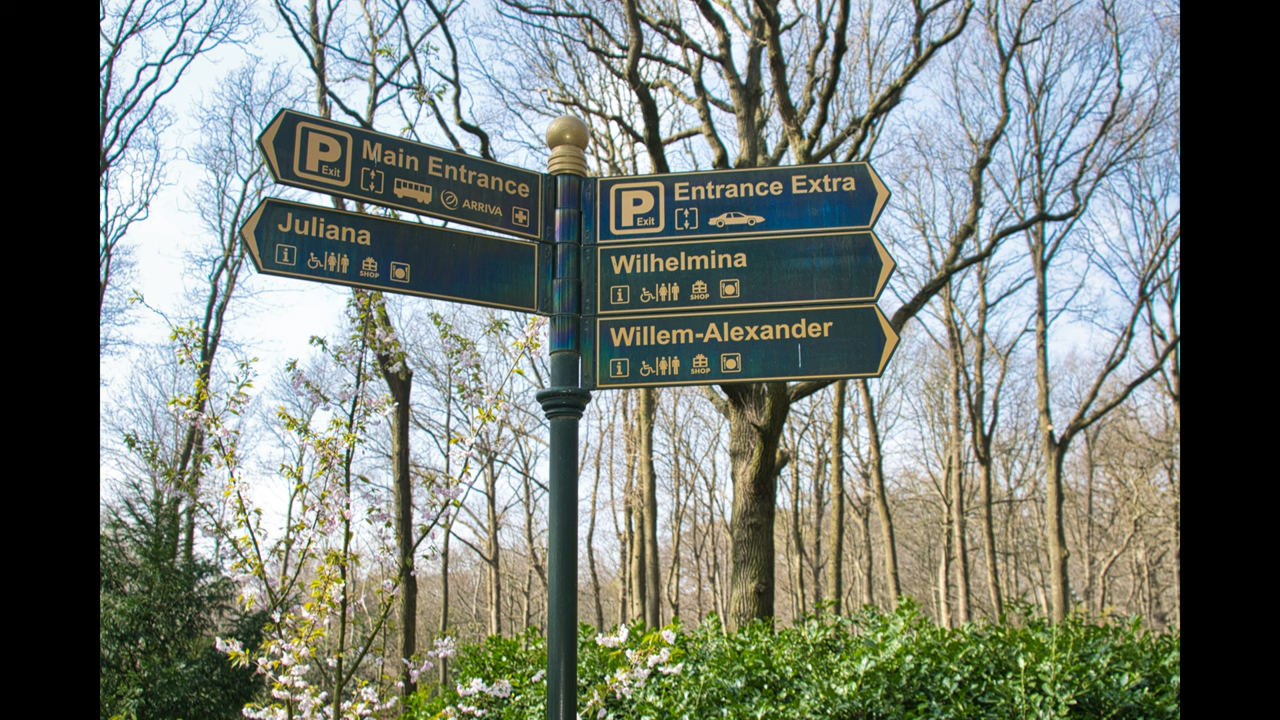 P Exit Main Entrance
ARRIVA
Juliana
i SHOP
P Exit Entrance Extra
Wilhelmina
i SHOP
Willem-Alexander
i SHOP